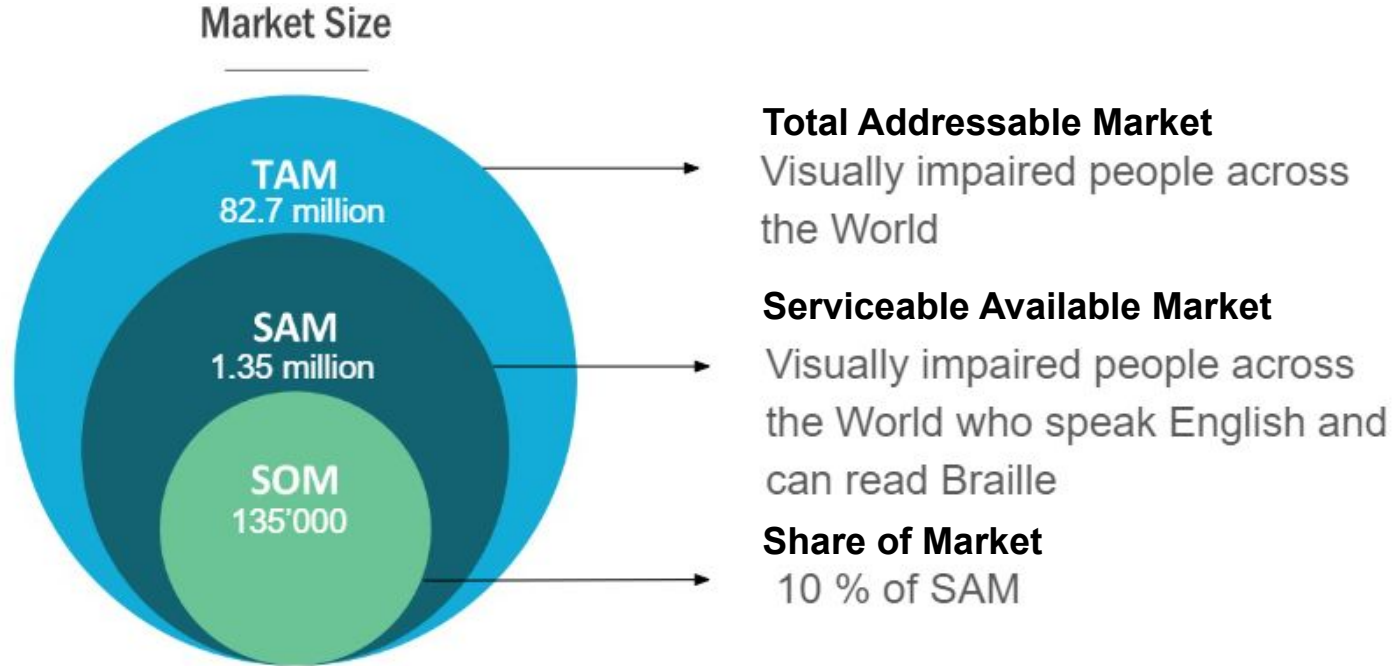 Market Size
TAM
82.7 million
SAM
1.35 million
SOM
135'000
Total Addressable Market
Visually impaired people across
the World
Serviceable Available Market
Visually impaired people across
the World who speak English and
can read Braille
Share of Market
10 % of SAM